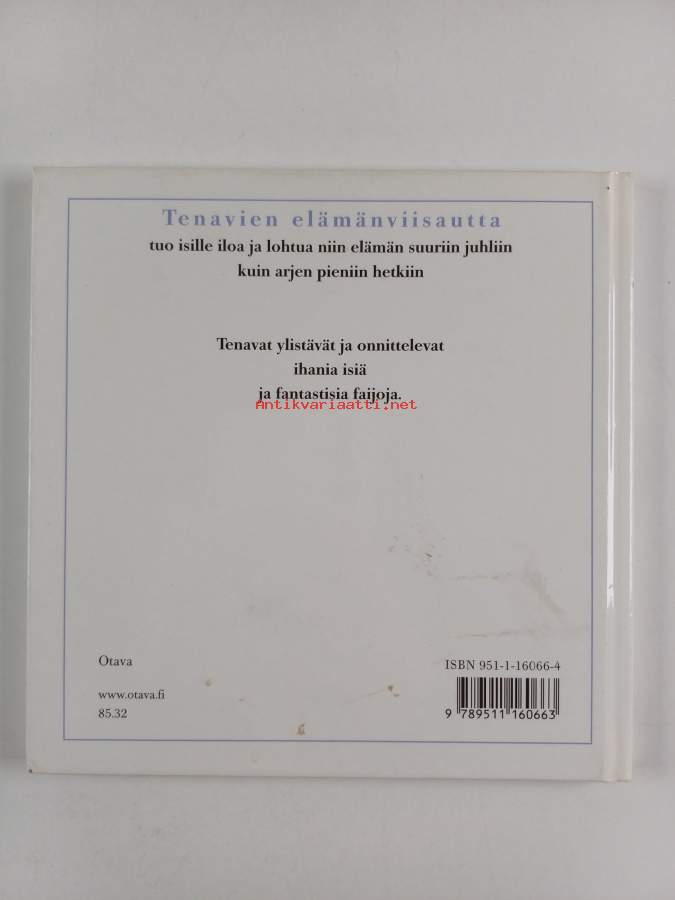 Tenavien elämänviisautta
tuo isille iloa ja lohtua niin elämän suuriin juhliin
kuin arjen pieniin hetkiin
Tenavat ylistävät ja onnittelevat
ihania isiä
ja fantastisia faijoja.
antikvariaatti.net
Otava
www.otava.fi
85.32
ISBN 951-1-16066-4
9 789511 160663